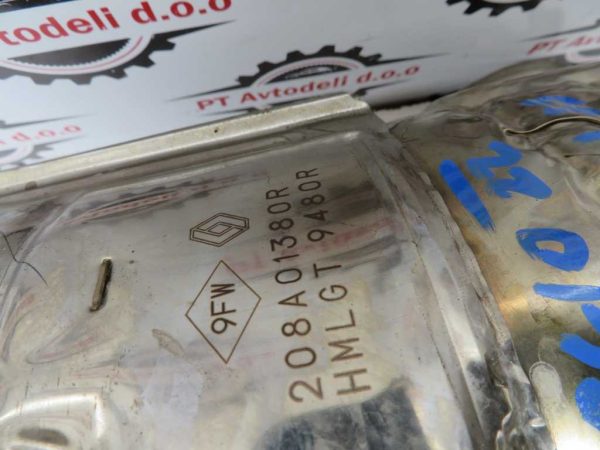 Avtodeli d.o.o
PT Avtodeli d.o.o
d.o.o
PT Avtodeli d.o.o
9FW
208A01380R
HMLGT 9480R